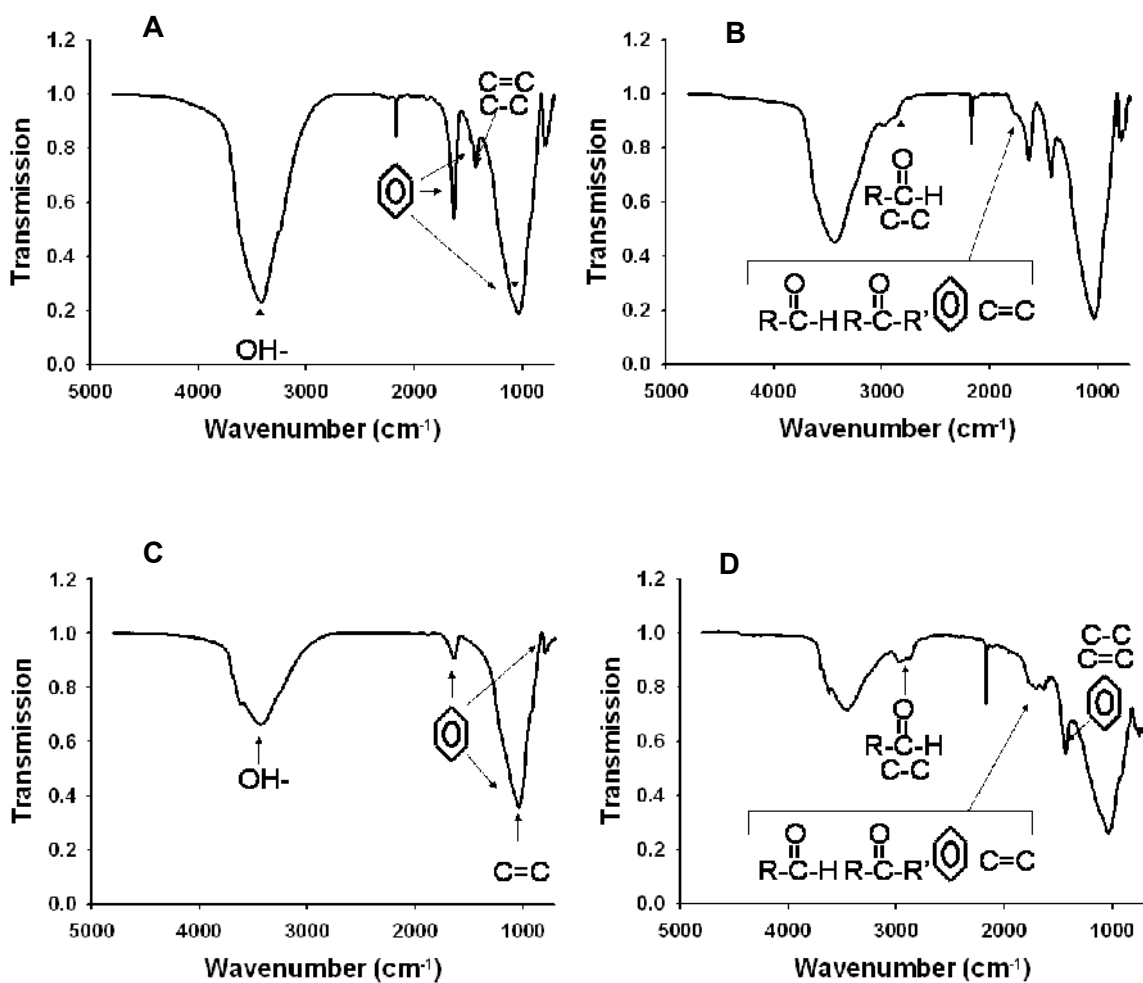 A
1.2
1.0
0.8
0.6
0.4
0.2
0.0
Transmission
C=C
C-C
OH-
5000 4000 3000 2000 1000
Wavenumber (cm-1)
B
1.2
1.0
0.8
0.6
0.4
0.2
0.0
Transmission
O
R-C-H
C-C
O O
R-C-H R-C-R' C=C
5000 4000 3000 2000 1000
Wavenumber (cm-1)
C
1.2
1.0
0.8
0.6
0.4
0.2
0.0
Transmission
OH-
C=C
5000 4000 3000 2000 1000
Wavenumber (cm-1)
D
1.2
1.0
0.8
0.6
0.4
0.2
0.0
Transmission
C-C
C=C
O
R-C-H
C-C
O O
R-C-H R-C-R' C=C
5000 4000 3000 2000 1000
Wavenumber (cm-1)